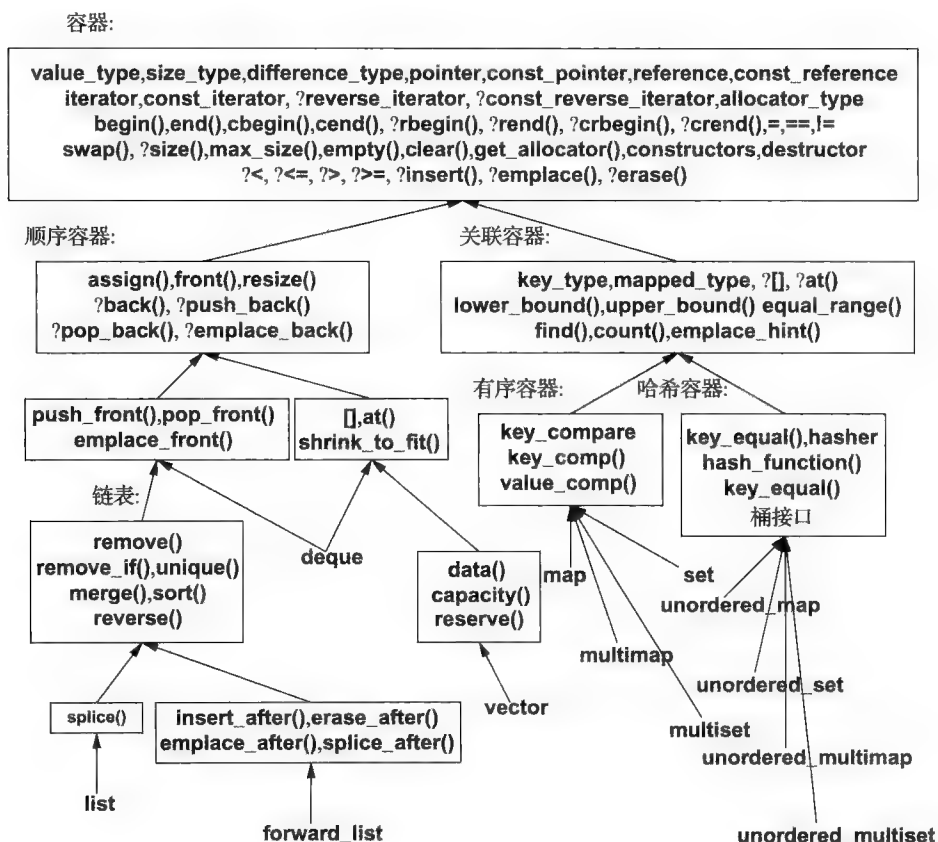 容器:
value_type,size_type,difference_type,pointer,const_pointer,reference,const_reference
iterator,const_iterator, ?reverse_iterator, ?const_reverse_iterator,allocator_type
begin(),end(),cbegin(),cend(), ?rbegin(), ?rend(), ?crbegin(), ?crend(),=,==,!=
swap(), ?size(),max_size(),empty(),clear(),get_allocator(),constructors,destructor
?<, ?<=, ?>, ?>=, ?insert(), ?emplace(), ?erase()
顺序容器:
assign(),front(),resize()
?back(), ?push_back()
?pop_back(), ?emplace_back()
关联容器:
key_type,mapped_type, ?[], ?at()
lower_bound(),upper_bound() equal_range()
find(),count(),emplace_hint()
push_front(),pop_front()
emplace_front()
[],at()
shrink_to_fit()
有序容器:
key_compare
key_comp()
value_comp()
哈希容器:
key_equal(),hasher
hash_function()
key_equal()
桶接口
链表:
remove()
remove_if(),unique()
merge(),sort()
reverse()
deque
data()
capacity()
reserve()
map
set
unordered_map
multimap
unordered_set
splice()
insert_after(),erase_after()
emplace_after(),splice_after()
vector
multiset
unordered_multimap
list
forward_list
unordered_multiset